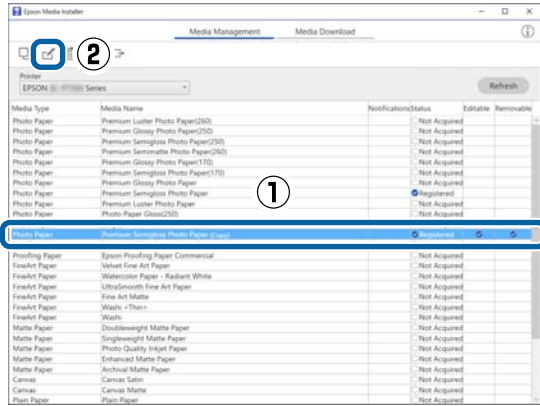 Epson Media Installer
Media Management Media Download
2
Printer
EPSON Series
Refresh
Media Type Media Name Notifications Status Editable Removable
Photo Paper Premium Luster Photo Paper(260) Not Acquired
Photo Paper Premium Glossy Photo Paper(250) Not Acquired
Photo Paper Premium Semigloss Photo Paper(250) Not Acquired
Photo Paper Premium Semimatte Photo Paper(260) Not Acquired
Photo Paper Premium Glossy Photo Paper(170) Not Acquired
Photo Paper Premium Semigloss Photo Paper(170) Not Acquired
Photo Paper Premium Glossy Photo Paper Not Acquired
Photo Paper Premium Semigloss Photo Paper Registered
Photo Paper Premium Luster Photo Paper Not Acquired
Photo Paper Photo Paper Gloss(250) Not Acquired
1
Photo Paper Premium Semigloss Photo Paper (Copy) Registered
Proofing Paper Epson Proofing Paper Commercial Not Acquired
FineArt Paper Velvet Fine Art Paper Not Acquired
FineArt Paper Watercolor Paper - Radiant White Not Acquired
FineArt Paper UltraSmooth Fine Art Paper Not Acquired
FineArt Paper Fine Art Matte Not Acquired
FineArt Paper Washi <Thin> Not Acquired
FineArt Paper Washi Not Acquired
Matte Paper Doubleweight Matte Paper Not Acquired
Matte Paper Singleweight Matte Paper Not Acquired
Matte Paper Photo Quality Inkjet Paper Not Acquired
Matte Paper Enhanced Matte Paper Not Acquired
Matte Paper Archival Matte Paper Not Acquired
Canvas Canvas Satin Not Acquired
Canvas Canvas Matte Not Acquired
Plain Paper Plain Paper Not Acquired